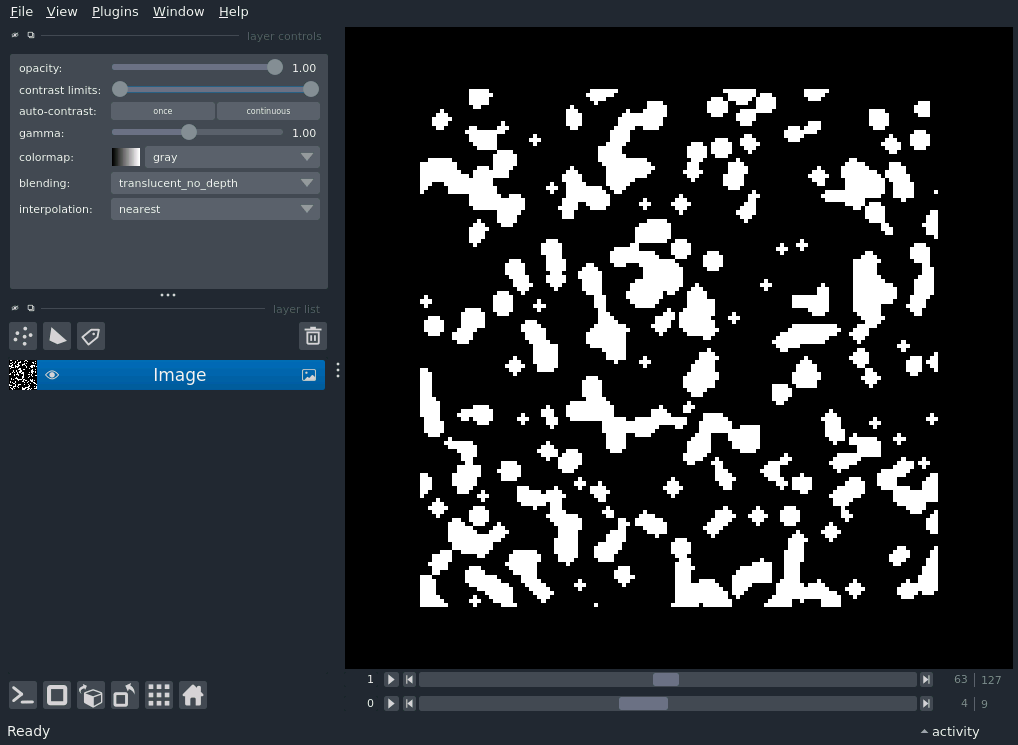 File View Plugins Window Help
layer controls
opacity: 1.00
contrast limits:
auto-contrast: once continuous
gamma: 1.00
colormap: gray
blending: translucent_no_depth
interpolation: nearest
layer list
Image
1 63 127
0 4 9
Ready activity